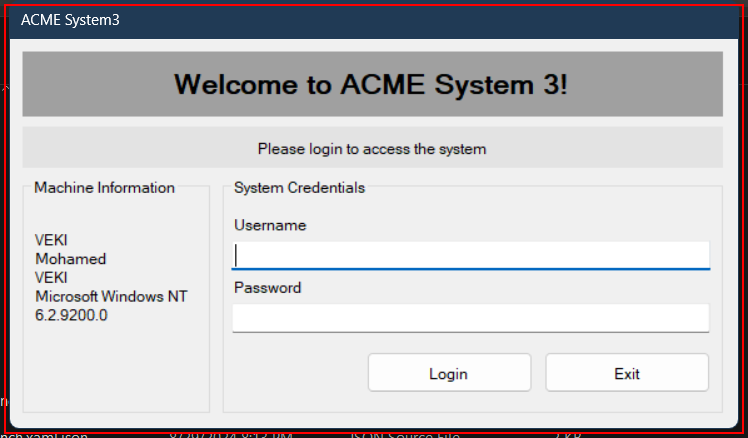 ACME System3
Welcome to ACME System 3!
Please login to access the system
Machine Information
VEKI
Mohamed
VEKI
Microsoft Windows NT
6.2.9200.0
System Credentials
Username
Password
Login
Exit